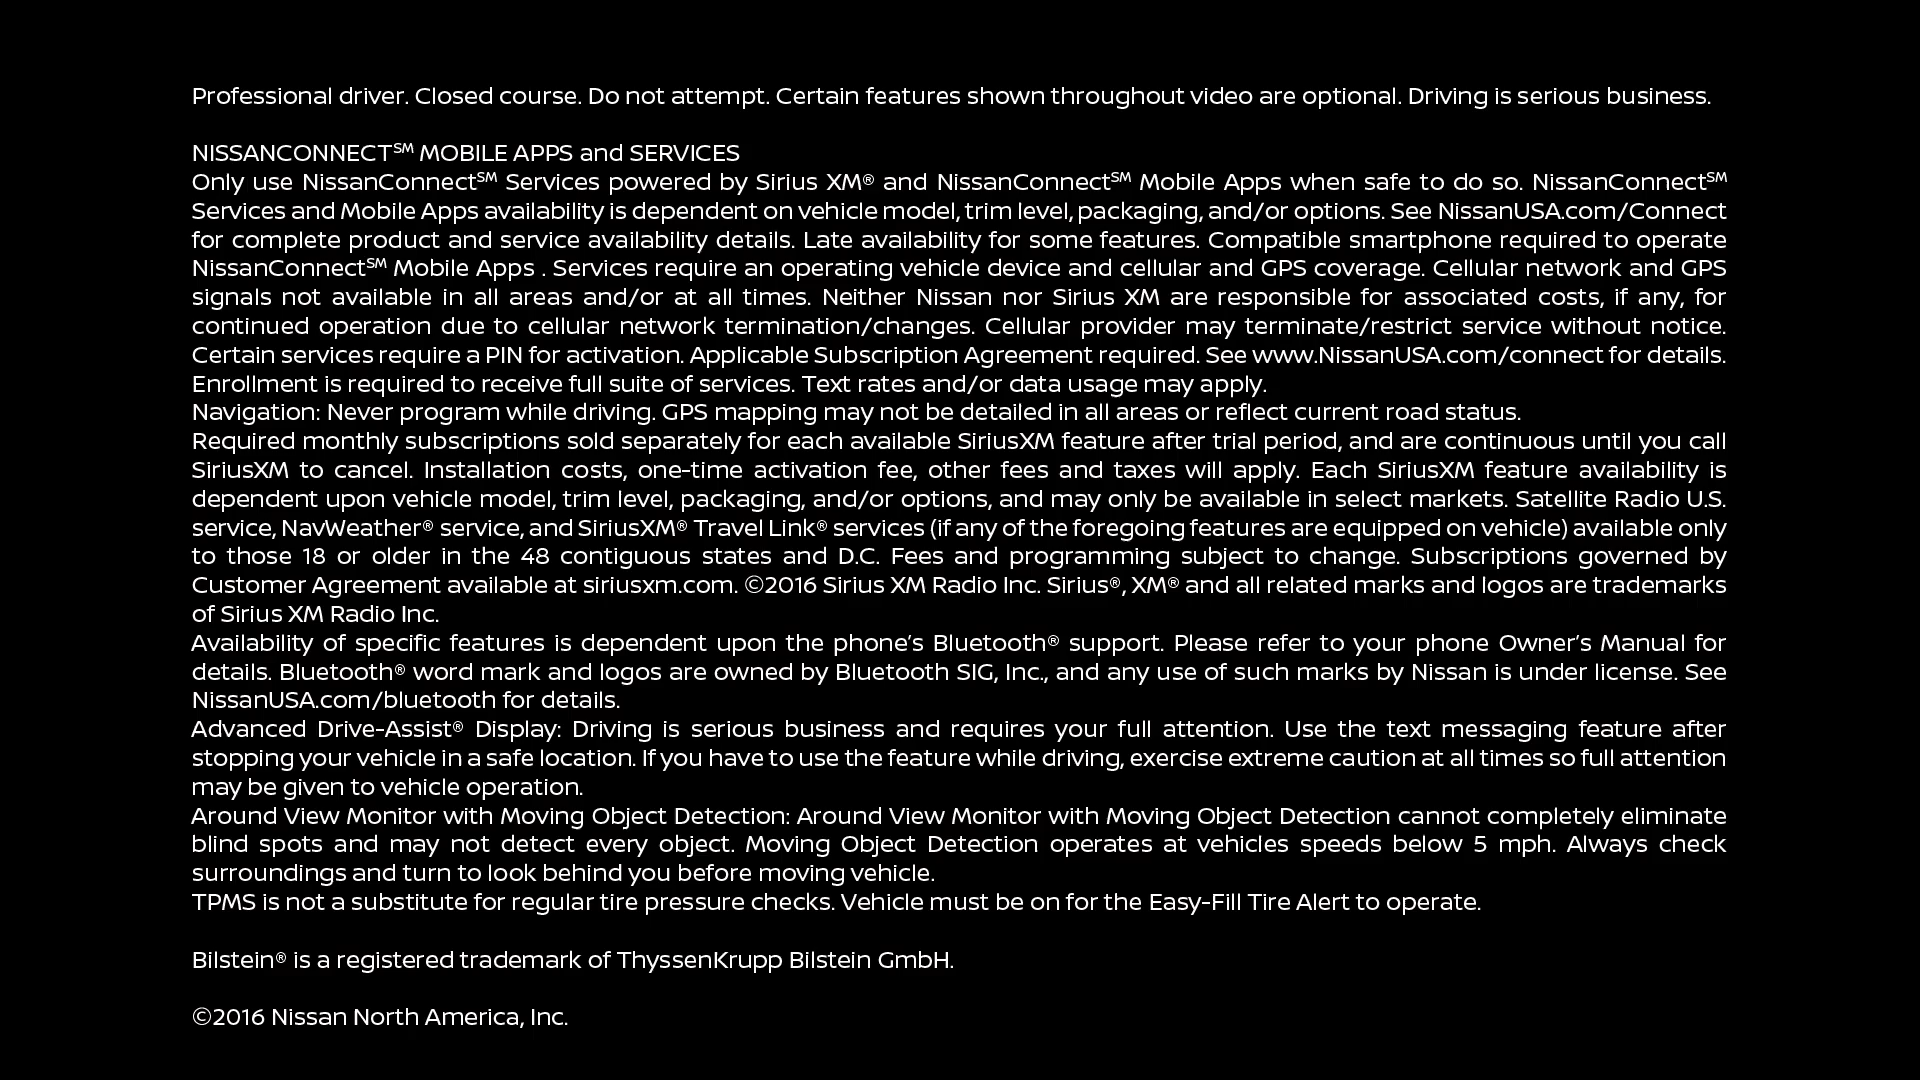 Professional driver. Closed course. Do not attempt. Certain features shown throughout video are optional. Driving is serious business.
NISSANCONNECT℠ MOBILE APPS and SERVICES
Only use NissanConnect℠ Services powered by Sirius XM® and NissanConnect℠ Mobile Apps when safe to do so. NissanConnect℠
Services and Mobile Apps availability is dependent on vehicle model, trim level, packaging, and/or options. See NissanUSA.com/Connect
for complete product and service availability details. Late availability for some features. Compatible smartphone required to operate
NissanConnect℠ Mobile Apps . Services require an operating vehicle device and cellular and GPS coverage. Cellular network and GPS
signals not available in all areas and/or at all times. Neither Nissan nor Sirius XM are responsible for associated costs, if any, for
continued operation due to cellular network termination/changes. Cellular provider may terminate/restrict service without notice.
Certain services require a PIN for activation. Applicable Subscription Agreement required. See www.NissanUSA.com/connect for details.
Enrollment is required to receive full suite of services. Text rates and/or data usage may apply.
Navigation: Never program while driving. GPS mapping may not be detailed in all areas or reflect current road status.
Required monthly subscriptions sold separately for each available SiriusXM feature after trial period, and are continuous until you call
SiriusXM to cancel. Installation costs, one-time activation fee, other fees and taxes will apply. Each SiriusXM feature availability is
dependent upon vehicle model, trim level, packaging, and/or options, and may only be available in select markets. Satellite Radio U.S.
service, NavWeather® service, and SiriusXM® Travel Link® services (if any of the foregoing features are equipped on vehicle) available only
to those 18 or older in the 48 contiguous states and D.C. Fees and programming subject to change. Subscriptions governed by
Customer Agreement available at siriusxm.com. ©2016 Sirius XM Radio Inc. Sirius®, XM® and all related marks and logos are trademarks
of Sirius XM Radio Inc.
Availability of specific features is dependent upon the phone's Bluetooth® support. Please refer to your phone Owner's Manual for
details. Bluetooth® word mark and logos are owned by Bluetooth SIG, Inc., and any use of such marks by Nissan is under license. See
NissanUSA.com/bluetooth for details.
Advanced Drive-Assist® Display: Driving is serious business and requires your full attention. Use the text messaging feature after
stopping your vehicle in a safe location. If you have to use the feature while driving, exercise extreme caution at all times so full attention
may be given to vehicle operation.
Around View Monitor with Moving Object Detection: Around View Monitor with Moving Object Detection cannot completely eliminate
blind spots and may not detect every object. Moving Object Detection operates at vehicles speeds below 5 mph. Always check
surroundings and turn to look behind you before moving vehicle.
TPMS is not a substitute for regular tire pressure checks. Vehicle must be on for the Easy-Fill Tire Alert to operate.
Bilstein® is a registered trademark of ThyssenKrupp Bilstein GmbH.
©2016 Nissan North America, Inc.